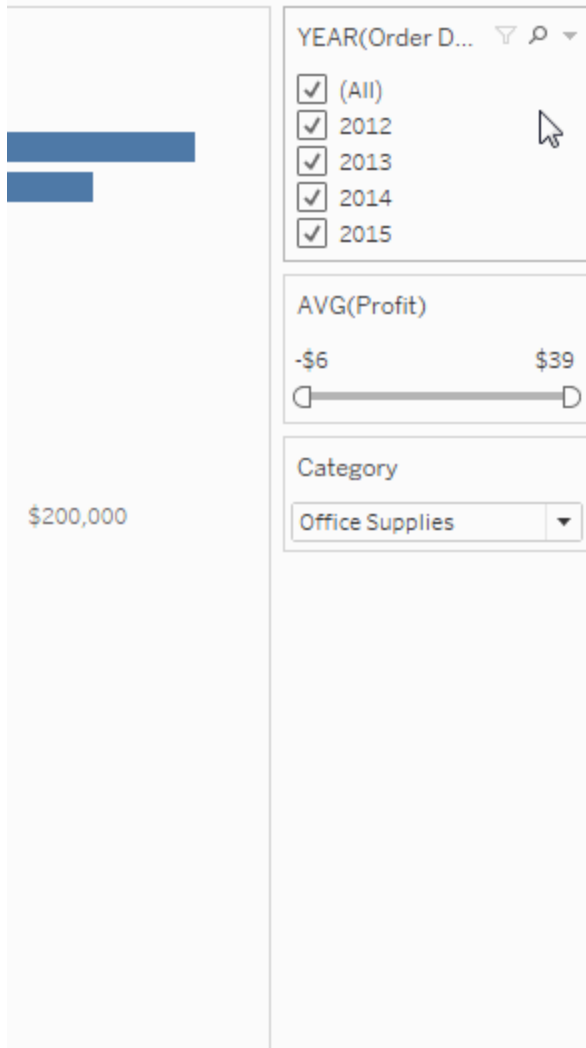 YEAR(Order D...
(All)
2012
2013
2014
2015
AVG(Profit)
-$6 $39
Category
Office Supplies
$200,000